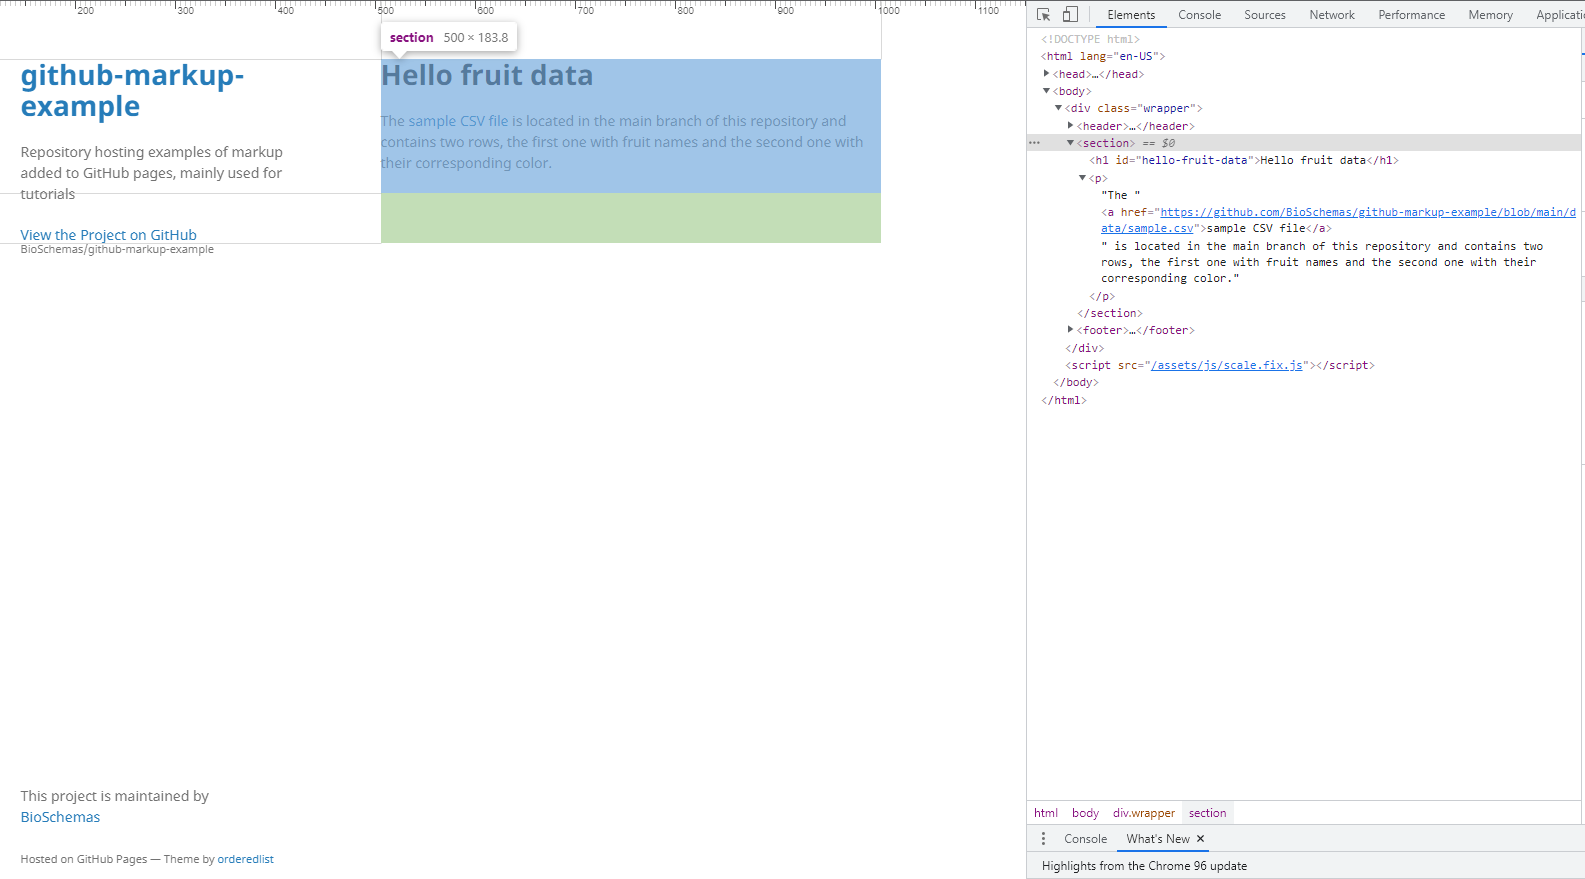 200 300 400 500 600 700 800 900 1000 1100
section 500 × 183.8
github-markup-
example
Repository hosting examples of markup
added to GitHub pages, mainly used for
tutorials
View the Project on GitHub
BioSchemas/github-markup-example
Hello fruit data
The sample CSV file is located in the main branch of this repository and
contains two rows, the first one with fruit names and the second one with
their corresponding color.
This project is maintained by
BioSchemas
Hosted on GitHub Pages — Theme by orderedlist
Elements Console Sources Network Performance Memory Applicati
<!DOCTYPE html>
<html lang="en-US">
<head>…</head>
<body>
<div class="wrapper">
<header>…</header>
<section> == $0
<h1 id="hello-fruit-data">Hello fruit data</h1>
<p>
"The "
<a href="https://github.com/BioSchemas/github-markup-example/blob/main/d
ata/sample.csv">sample CSV file</a>
" is located in the main branch of this repository and contains two
rows, the first one with fruit names and the second one with their
corresponding color."
</p>
</section>
<footer>…</footer>
</div>
<script src="/assets/js/scale.fix.js"></script>
</body>
</html>
html body div.wrapper section
Console What's New ✕
Highlights from the Chrome 96 update